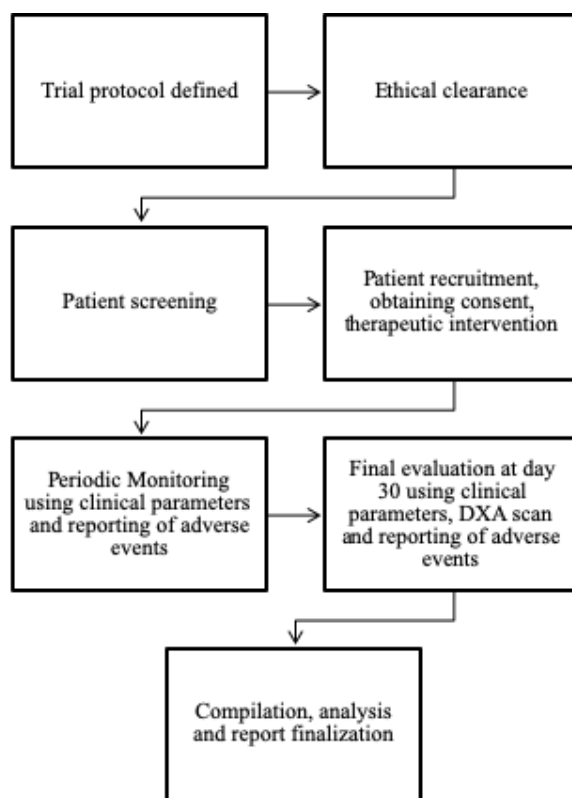 Trial protocol defined
Ethical clearance
Patient screening
Patient recruitment,
obtaining consent,
therapeutic intervention
Periodic Monitoring
using clinical parameters
and reporting of adverse
events
Final evaluation at day
30 using clinical
parameters, DXA scan
and reporting of adverse
events
Compilation, analysis
and report finalization